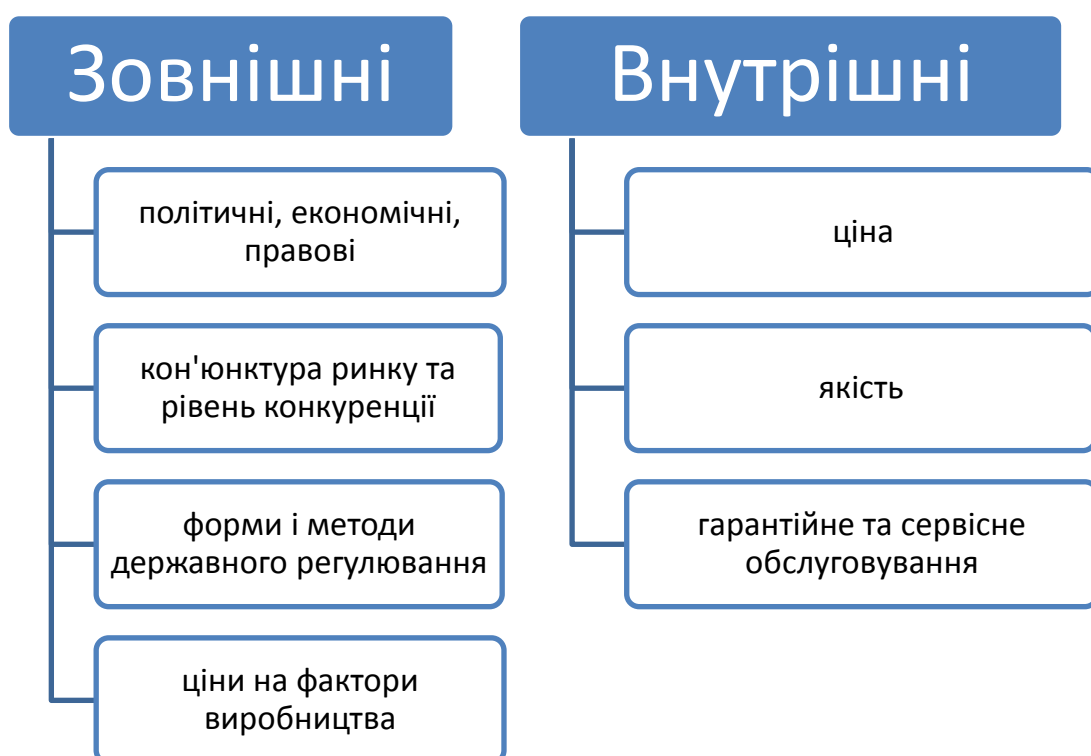 Зовнішні
політичні, економічні,
правові
кон'юнктура ринку та
рівень конкуренції
форми і методи
державного регулювання
ціни на фактори
виробництва
Внутрішні
ціна
якість
гарантійне та сервісне
обслуговування